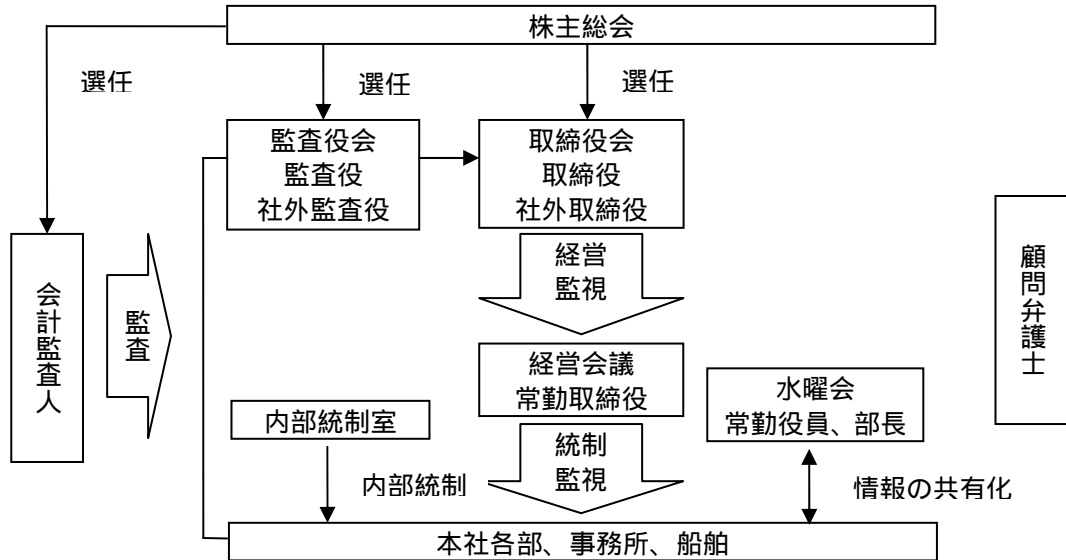 株主総会
選任
選任
選任
監査役会
監査役
社外監査役
取締役会
取締役
社外取締役
会計監査人
監査
経営
監視
顧問弁護士
経営会議
常勤取締役
水曜会
常勤役員、部長
内部統制室
内部統制
統制
監視
情報の共有化
本社各部、事務所、船舶